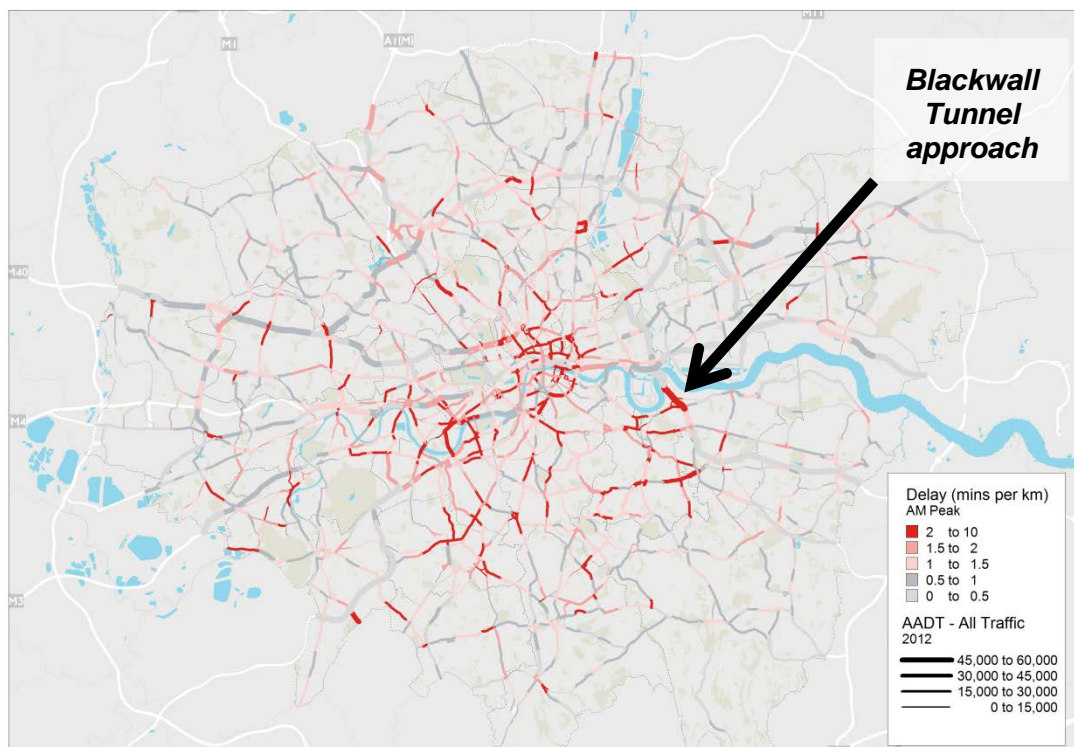 M1
A1(M)
M11
Blackwall
Tunnel
approach
M40
M4
M3
Delay (mins per km)
AM Peak
2 to 10
1.5 to 2
1 to 1.5
0.5 to 1
0 to 0.5
AADT - All Traffic
2012
45,000 to 60,000
30,000 to 45,000
15,000 to 30,000
0 to 15,000